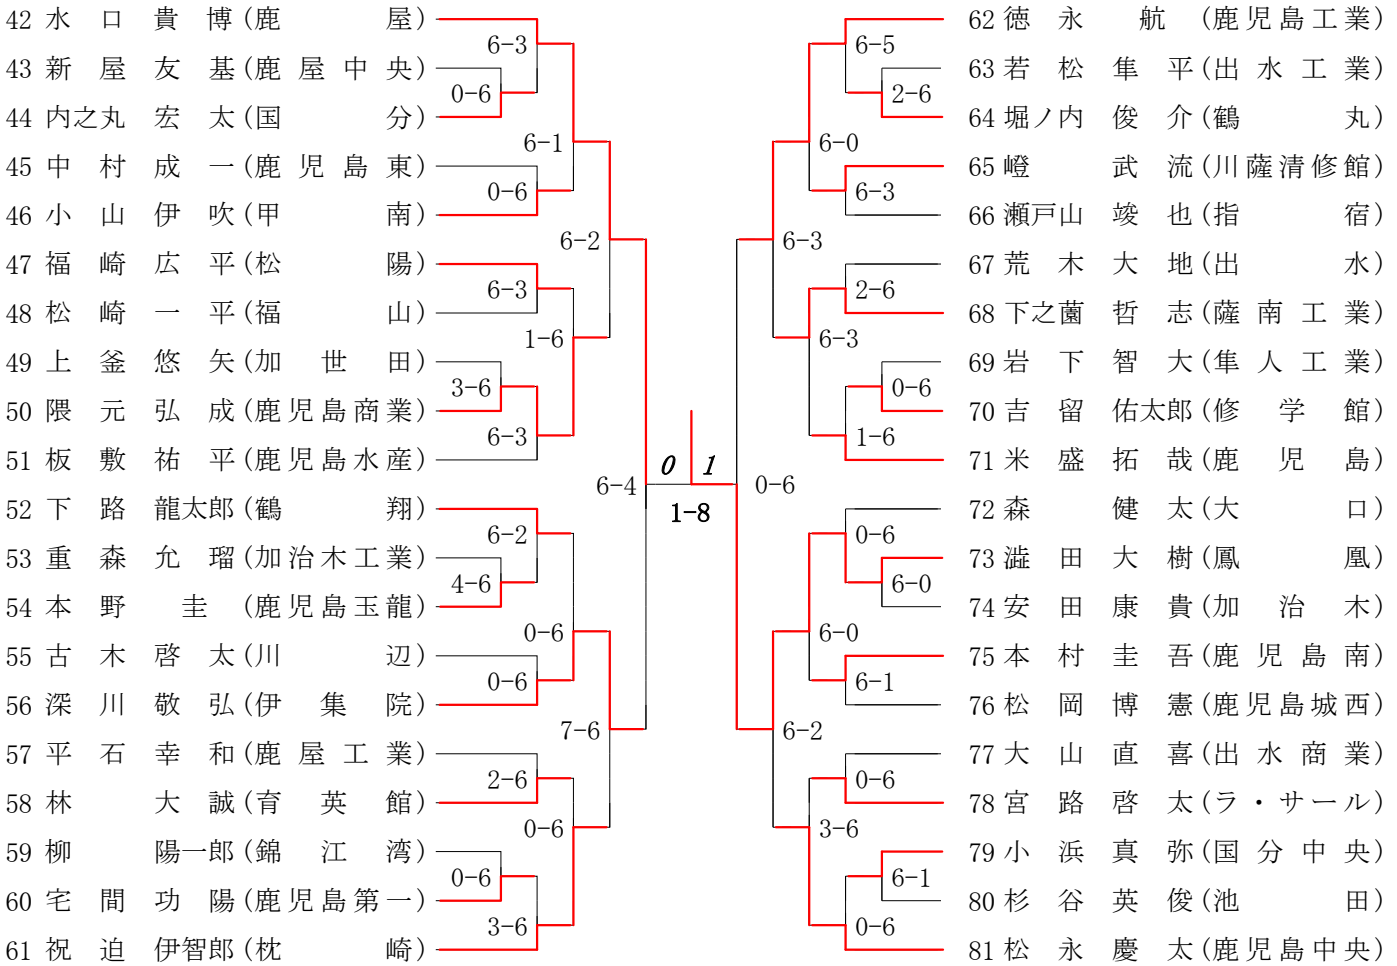 42 水口貴博(鹿屋)
43 新屋友基(鹿屋中央)
44 内之丸宏太(国分)
45 中村成一(鹿児島東)
46 小山伊吹(甲南)
47 福崎広平(松陽)
48 松崎一平(福山)
49 上釜悠矢(加世田)
50 隈元弘成(鹿児島商業)
51 板敷祐平(鹿児島水産)
52 下路龍太郎(鶴翔)
53 重森允瑠(加治木工業)
54 本野圭(鹿児島玉龍)
55 古木啓太(川辺)
56 深川敬弘(伊集院)
57 平石幸和(鹿屋工業)
58 林大誠(育英館)
59 柳陽一郎(錦江湾)
60 宅間功陽(鹿児島第一)
61 祝迫伊智郎(枕崎)
6-3
0-6
6-1
0-6
6-2
6-3
1-6
3-6
6-3
6-4
6-2
4-6
0-6
0-6
7-6
2-6
0-6
0-6
3-6
0 1
1-8
6-5
2-6
6-0
6-3
6-3
2-6
6-3
0-6
1-6
0-6
0-6
6-0
6-0
6-1
6-2
0-6
3-6
6-1
0-6
62 徳永航(鹿児島工業)
63 若松隼平(出水工業)
64 堀ノ内俊介(鶴丸)
65 嶝武流(川薩清修館)
66 瀬戸山竣也(指宿)
67 荒木大地(出水)
68 下之薗哲志(薩南工業)
69 岩下智大(隼人工業)
70 吉留佑太郎(修学館)
71 米盛拓哉(鹿児島)
72 森健太(大口)
73 澁田大樹(鳳凰)
74 安田康貴(加治木)
75 本村圭吾(鹿児島南)
76 松岡博憲(鹿児島城西)
77 大山直喜(出水商業)
78 宮路啓太(ラ・サール)
79 小浜真弥(国分中央)
80 杉谷英俊(池田)
81 松永慶太(鹿児島中央)